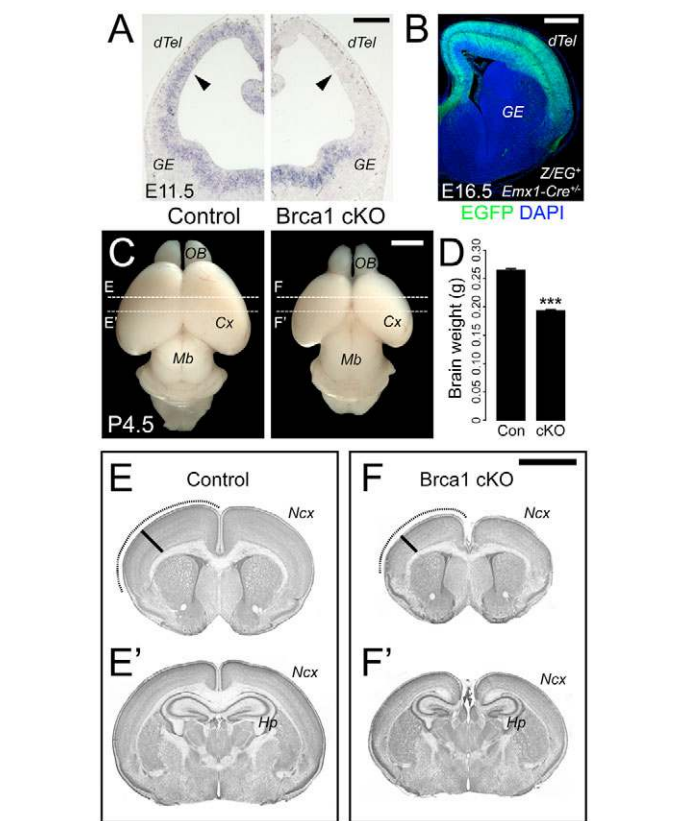 A
dTel
dTel
GE
GE
E11.5
Control
Brca1 cKO
B
dTel
GE
Z/EG+
E16.5
Emx1-Cre+/-
EGFP DAPI
C
OB
OB
E
F
E'
F'
Cx
Cx
Mb
Mb
P4.5
D
Brain weight (g)
0.30
0.25
0.20
0.15
0.10
0.05
0
***
Con
cKO
E
Control
Ncx
F
Brca1 cKO
Ncx
E'
Ncx
Hp
F'
Ncx
Hp